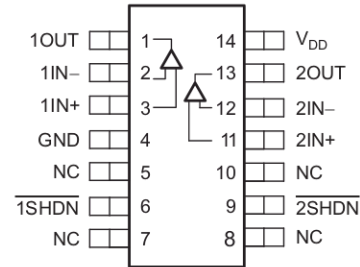 1OUT 1 14 VDD
1IN− 2 13 2OUT
1IN+ 3 12 2IN−
GND 4 11 2IN+
NC 5 10 NC
1SHDN 6 9 2SHDN
NC 7 8 NC